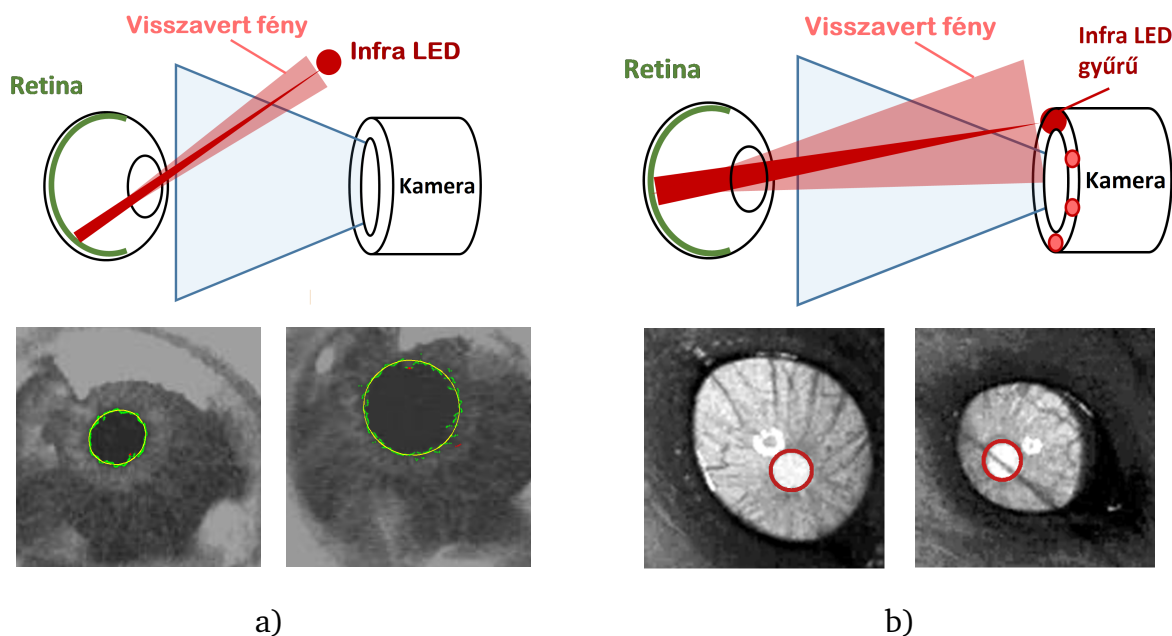 Visszavert fény
Infra LED
Retina
Kamera
Visszavert fény
Infra LED
gyűrű
Retina
Kamera
a)
b)